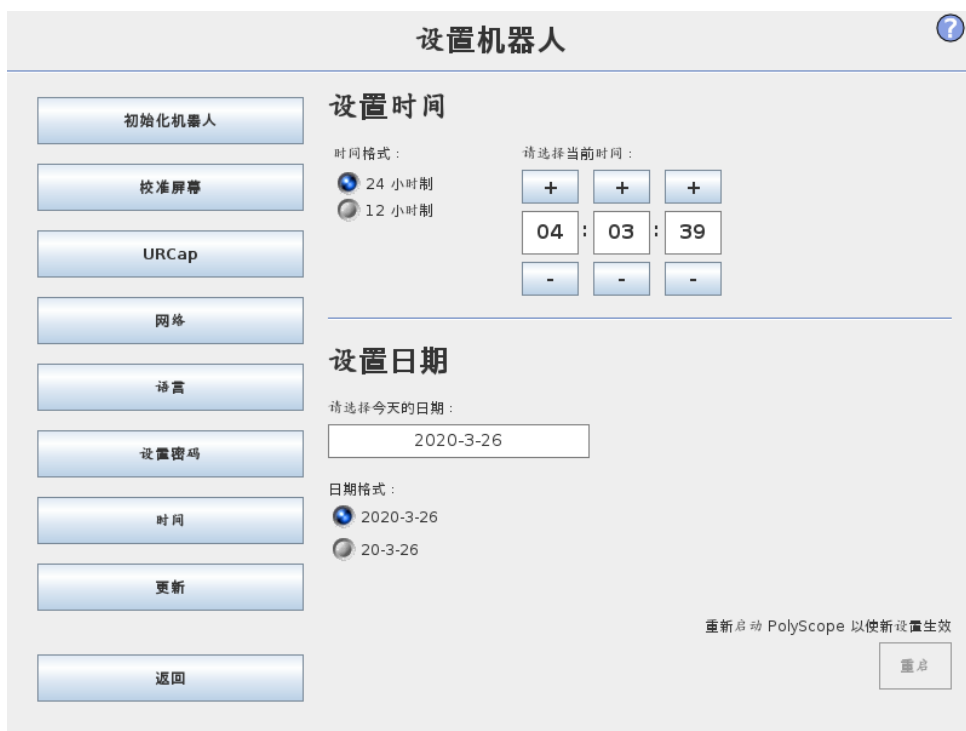 设置机器人
?
初始化机器人
校准屏幕
URCap
网络
语言
设置密码
时间
更新
返回
设置时间
时间格式：
24 小时制
12 小时制
请选择当前时间：
+ + +
04 : 03 : 39
- - -
设置日期
请选择今天的日期：
2020-3-26
日期格式：
2020-3-26
20-3-26
重新启动 PolyScope 以使新设置生效
重启